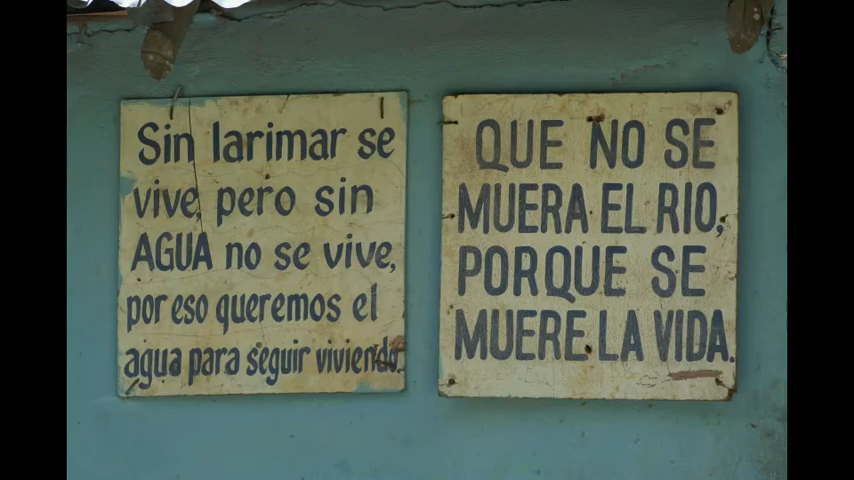 Sin larimar se
vive, pero sin
AGUA no se vive,
por eso queremos el
agua para seguir viviendo.
QUE NO SE
MUERA EL RIO,
PORQUE SE
MUERE LA VIDA.